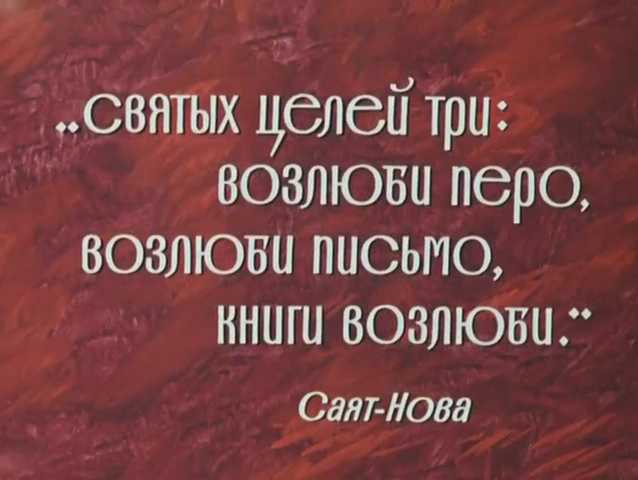 „Святых целей три:
возлюби перо,
возлюби письмо,
книги возлюби.“
Саят-Нова